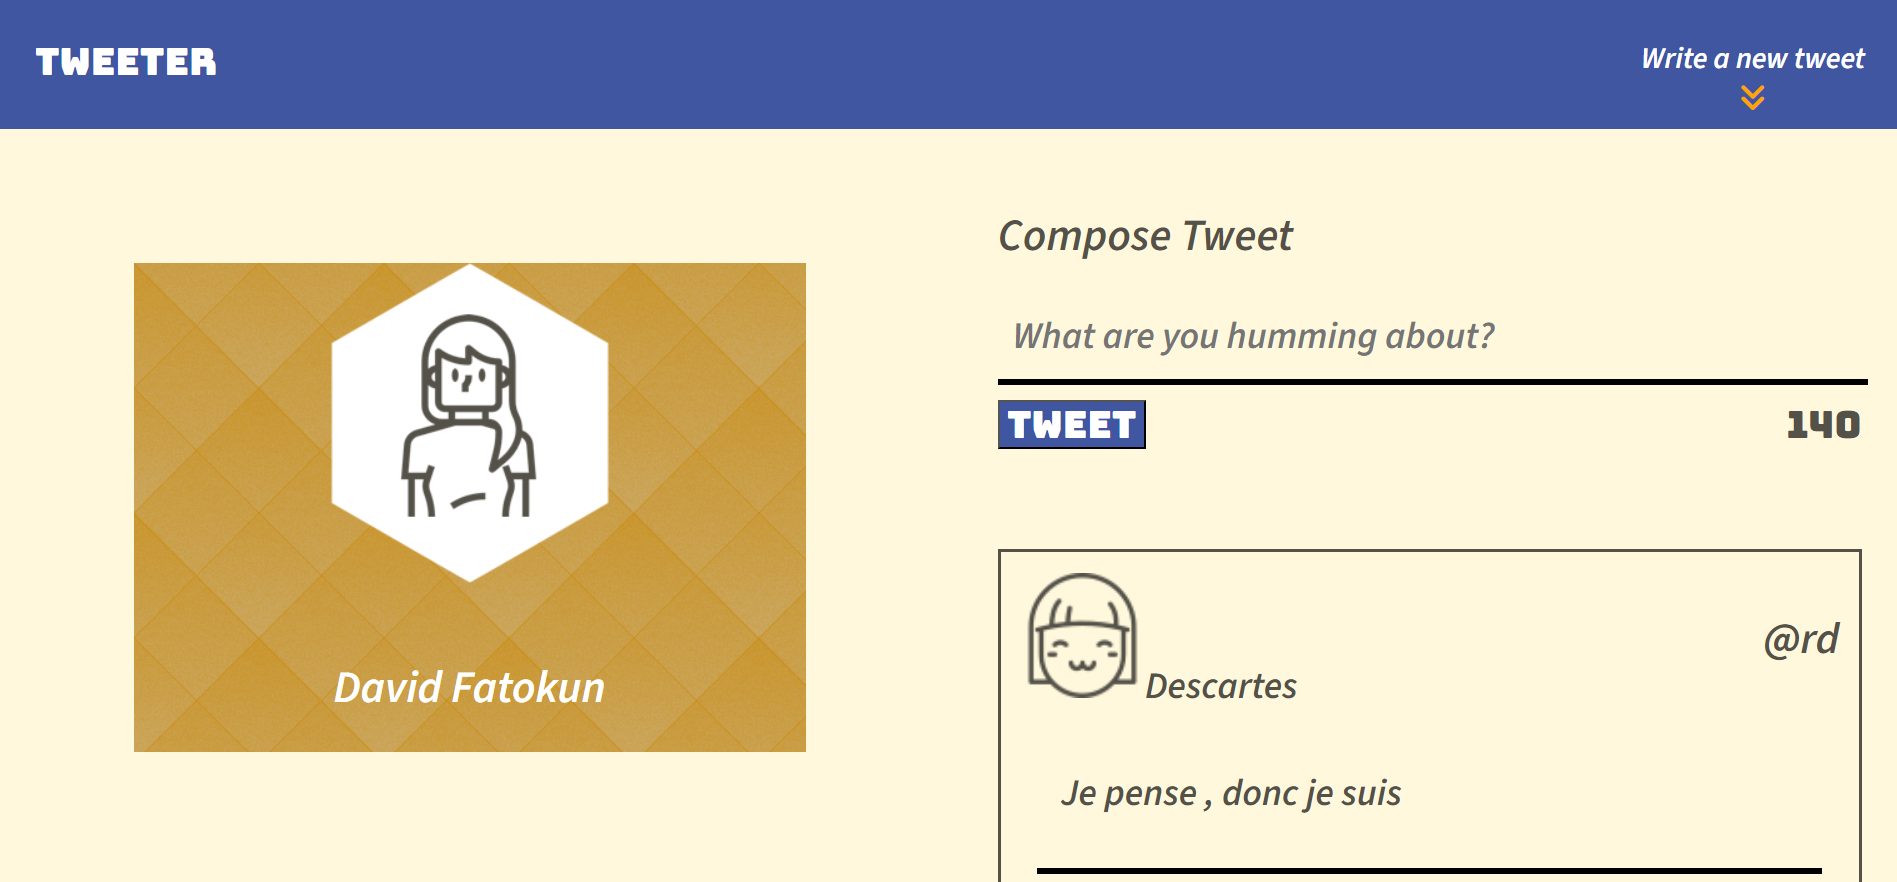 TWEETER
Write a new tweet
David Fatokun
Compose Tweet
What are you humming about?
TWEET
140
Descartes
@rd
Je pense , donc je suis